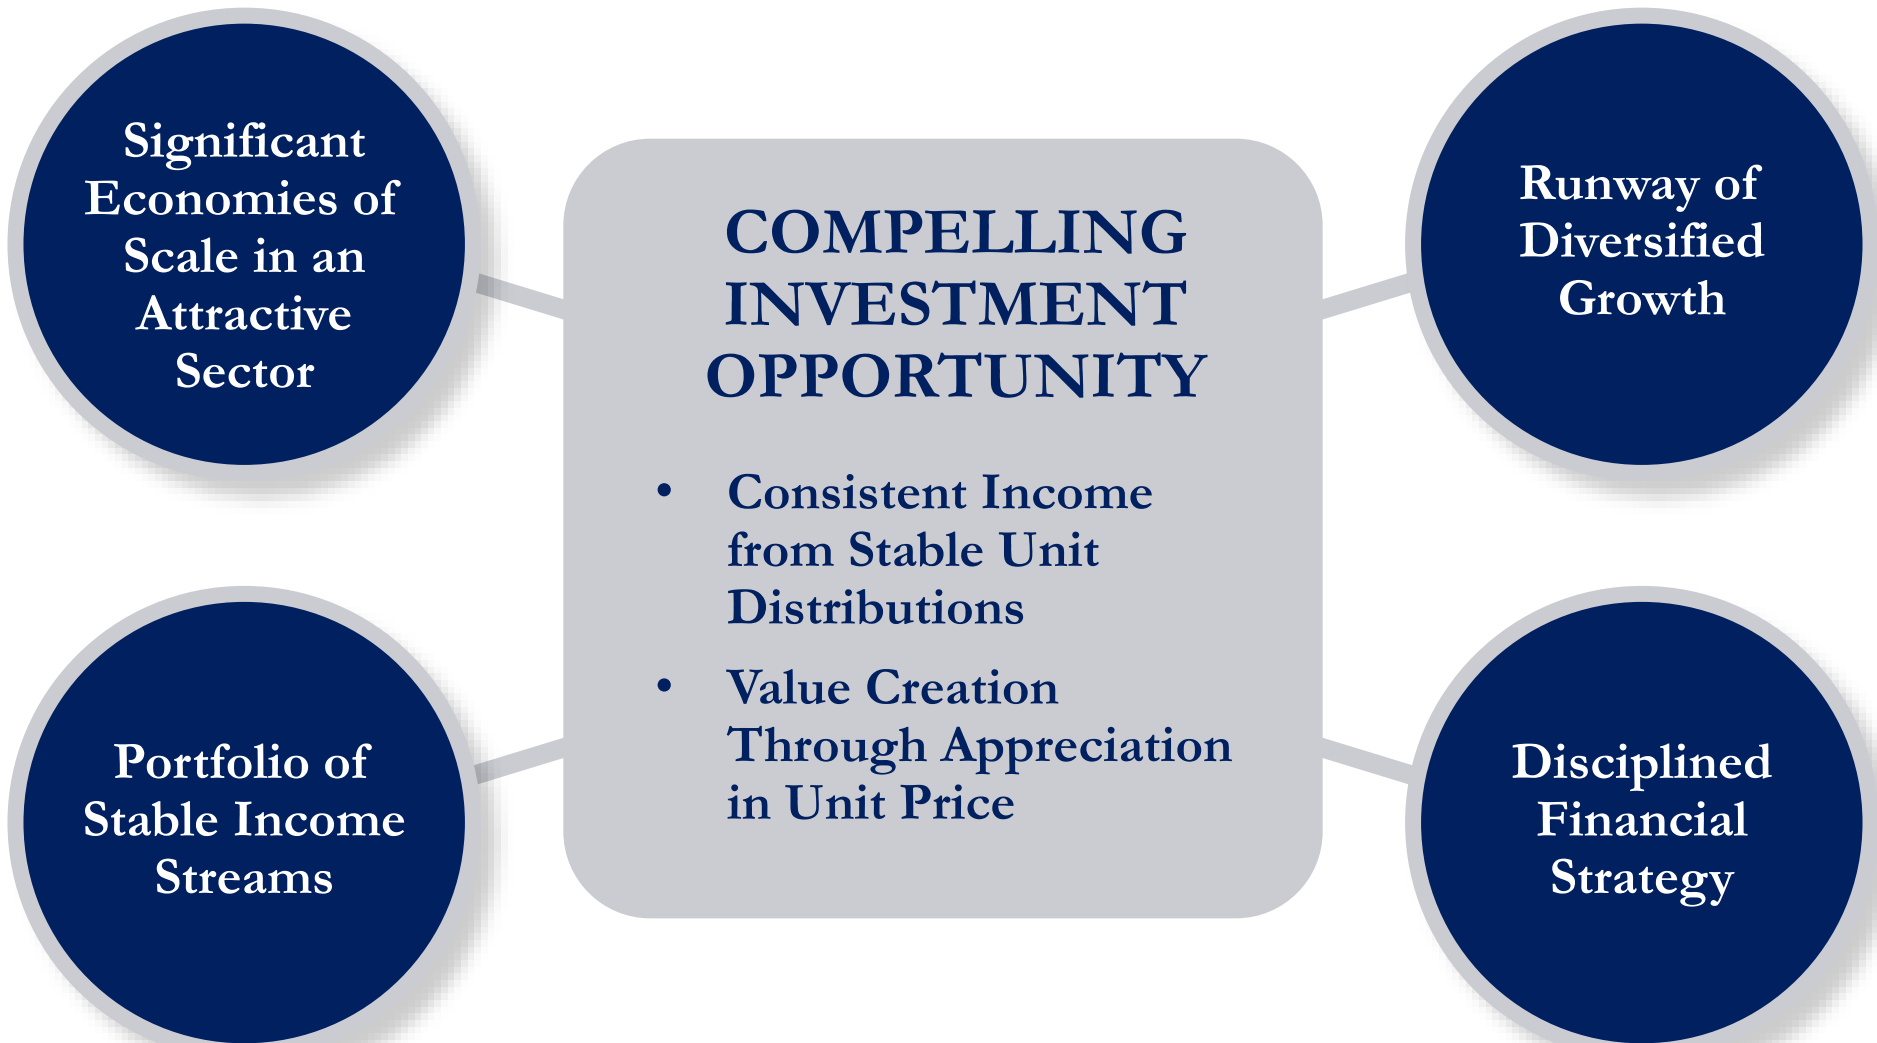 Significant
Economies of
Scale in an
Attractive
Sector
COMPELLING
INVESTMENT
OPPORTUNITY
• Consistent Income
from Stable Unit
Distributions
• Value Creation
Through Appreciation
in Unit Price
Runway of
Diversified
Growth
Portfolio of
Stable Income
Streams
Disciplined
Financial
Strategy